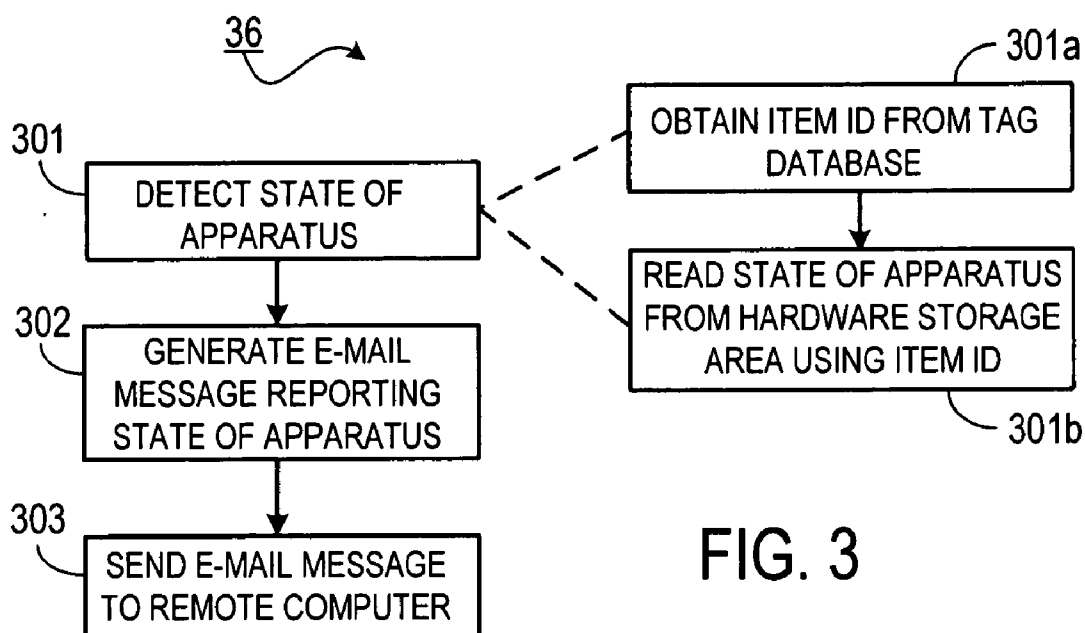 36
301
DETECT STATE OF
APPARATUS
302
GENERATE E-MAIL
MESSAGE REPORTING
STATE OF APPARATUS
303
SEND E-MAIL MESSAGE
TO REMOTE COMPUTER
301a
OBTAIN ITEM ID FROM TAG
DATABASE
READ STATE OF APPARATUS
FROM HARDWARE STORAGE
AREA USING ITEM ID
301b
FIG. 3